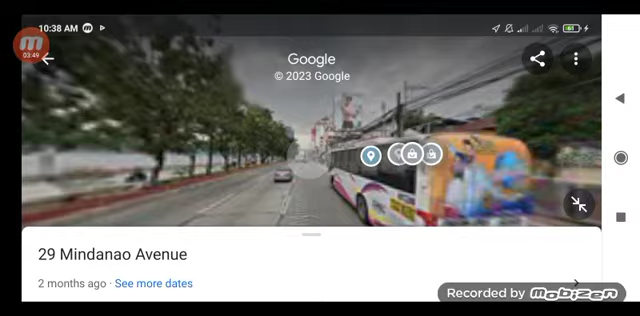 10:38 AM
03:49
Google
© 2023 Google
29 Mindanao Avenue
2 months ago · See more dates
Recorded by Mobizen